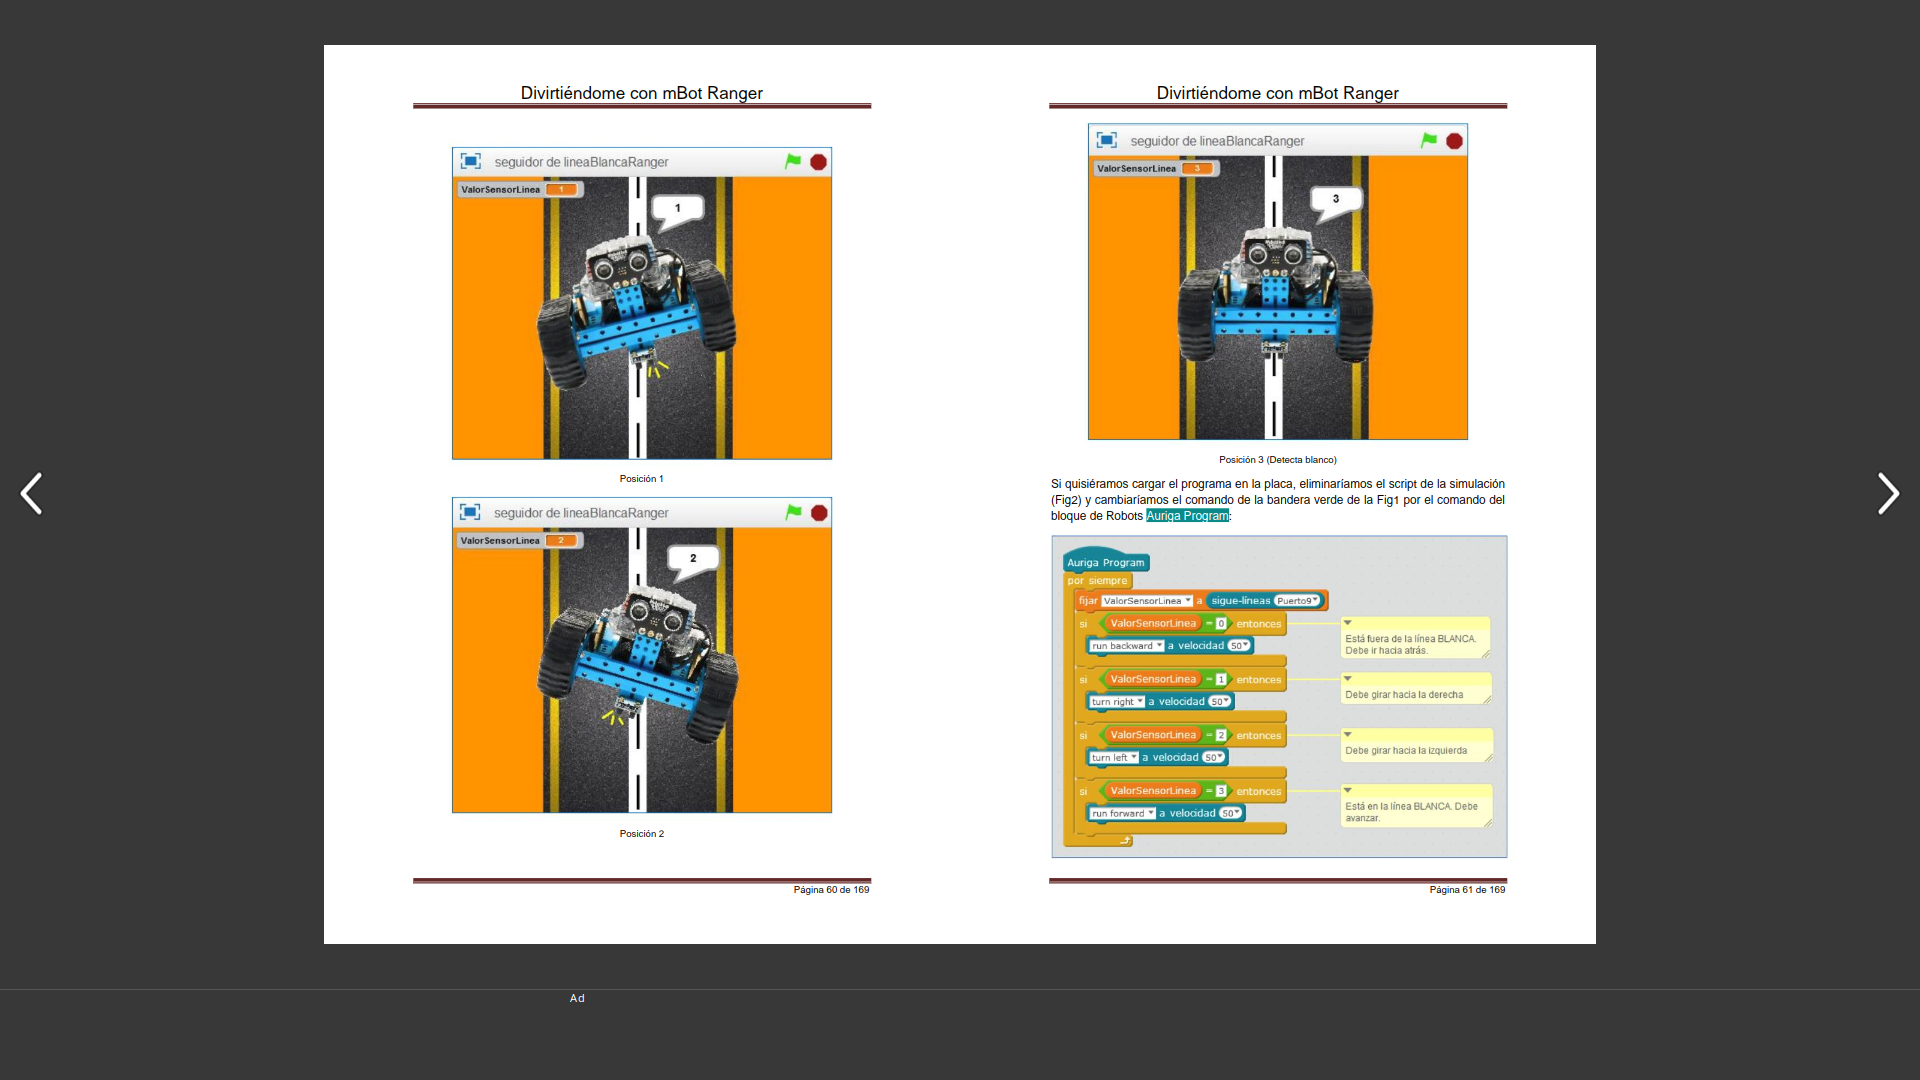 Divirtiéndome con mBot Ranger
seguidor de lineaBlancaRanger
ValorSensorLinea 1
1
Posición 1
seguidor de lineaBlancaRanger
ValorSensorLinea 2
2
Posición 2
Página 60 de 169
Divirtiéndome con mBot Ranger
seguidor de lineaBlancaRanger
ValorSensorLinea 3
3
Posición 3 (Detecta blanco)
Si quisiéramos cargar el programa en la placa, eliminaríamos el script de la simulación
(Fig2) y cambiaríamos el comando de la bandera verde de la Fig1 por el comando del
bloque de Robots Auriga Program:
Auriga Program
por siempre
fijar ValorSensorLinea a sigue-líneas Puerto9
si ValorSensorLinea = 0 entonces
Está fuera de la línea BLANCA.
Debe ir hacia atrás.
run backward a velocidad 50
si ValorSensorLinea = 1 entonces
Debe girar hacia la derecha
turn right a velocidad 50
si ValorSensorLinea = 2 entonces
Debe girar hacia la izquierda
turn left a velocidad 50
si ValorSensorLinea = 3 entonces
Está en la línea BLANCA. Debe
avanzar.
run forward a velocidad 50
Página 61 de 169
Ad